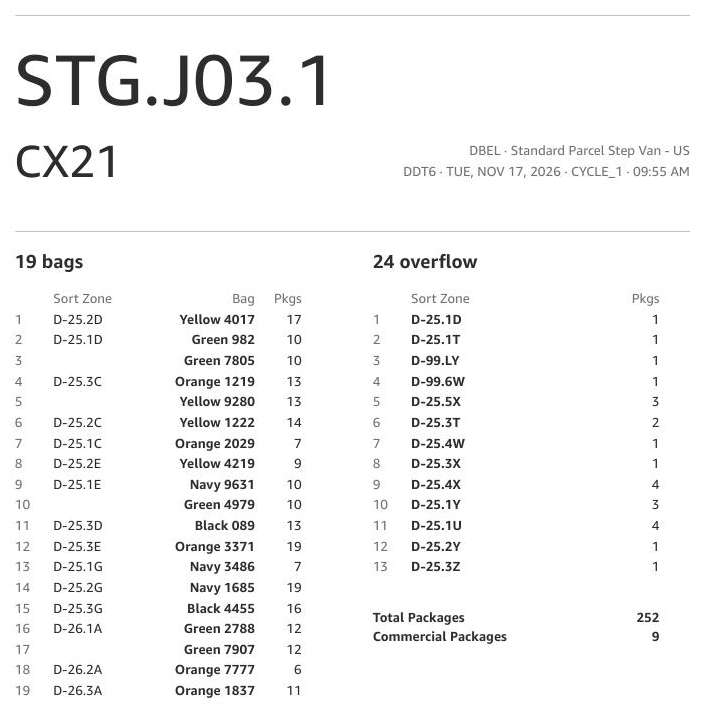 STG.J03.1
CX21
DBEL · Standard Parcel Step Van - US
DDT6 · TUE, NOV 17, 2026 · CYCLE_1 · 09:55 AM
19 bags
Sort Zone Bag Pkgs
1 D-25.2D Yellow 4017 17
2 D-25.1D Green 982 10
3 Green 7805 10
4 D-25.3C Orange 1219 13
5 Yellow 9280 13
6 D-25.2C Yellow 1222 14
7 D-25.1C Orange 2029 7
8 D-25.2E Yellow 4219 9
9 D-25.1E Navy 9631 10
10 Green 4979 10
11 D-25.3D Black 089 13
12 D-25.3E Orange 3371 19
13 D-25.1G Navy 3486 7
14 D-25.2G Navy 1685 19
15 D-25.3G Black 4455 16
16 D-26.1A Green 2788 12
17 Green 7907 12
18 D-26.2A Orange 7777 6
19 D-26.3A Orange 1837 11
24 overflow
Sort Zone Pkgs
1 D-25.1D 1
2 D-25.1T 1
3 D-99.LY 1
4 D-99.6W 1
5 D-25.5X 3
6 D-25.3T 2
7 D-25.4W 1
8 D-25.3X 1
9 D-25.4X 4
10 D-25.1Y 3
11 D-25.1U 4
12 D-25.2Y 1
13 D-25.3Z 1
Total Packages 252
Commercial Packages 9